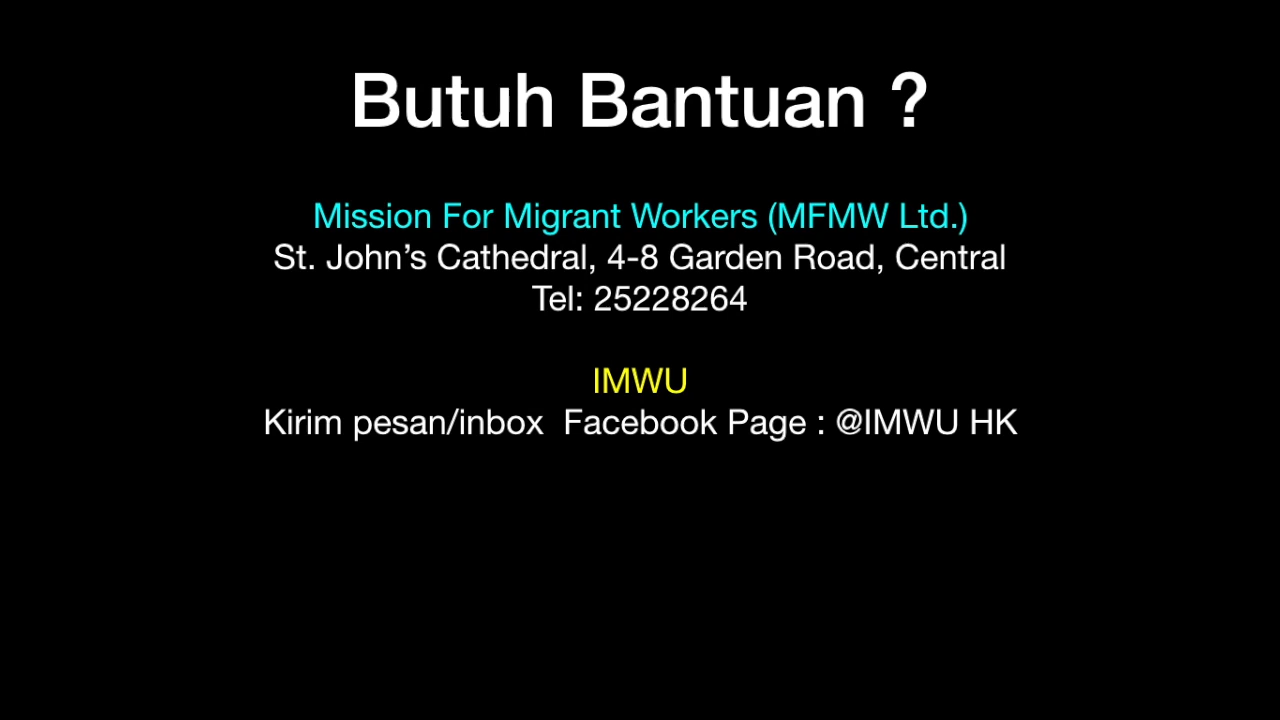 Butuh Bantuan ?
Mission For Migrant Workers (MFMW Ltd.)
St. John’s Cathedral, 4-8 Garden Road, Central
Tel: 25228264
IMWU
Kirim pesan/inbox  Facebook Page : @IMWU HK